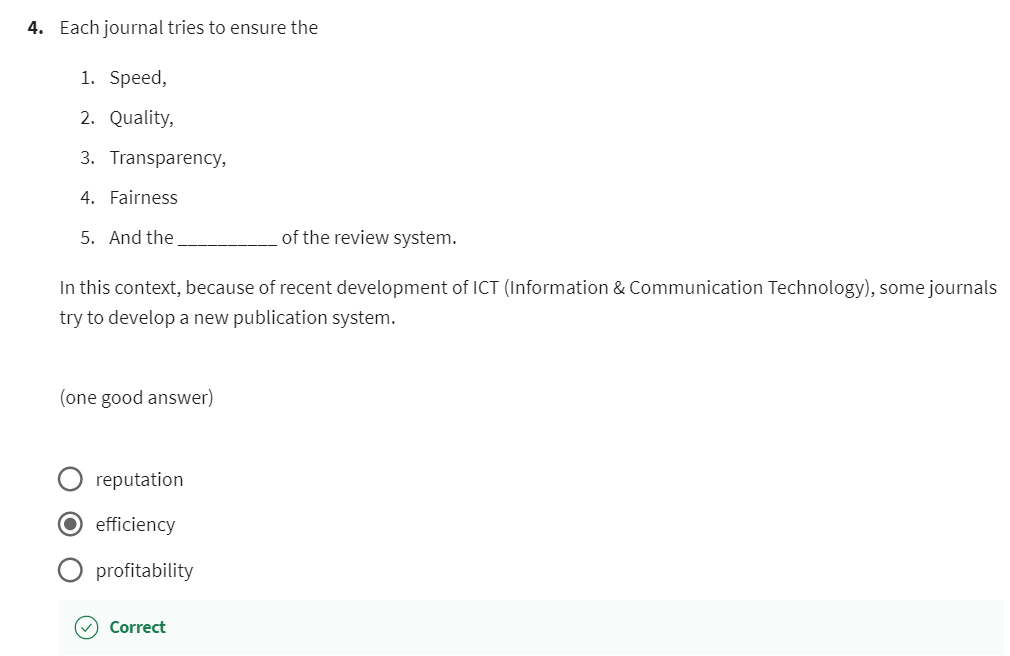 4. Each journal tries to ensure the
1. Speed,
2. Quality,
3. Transparency,
4. Fairness
5. And the __________ of the review system.
In this context, because of recent development of ICT (Information & Communication Technology), some journals
try to develop a new publication system.
(one good answer)
reputation
efficiency
profitability
Correct